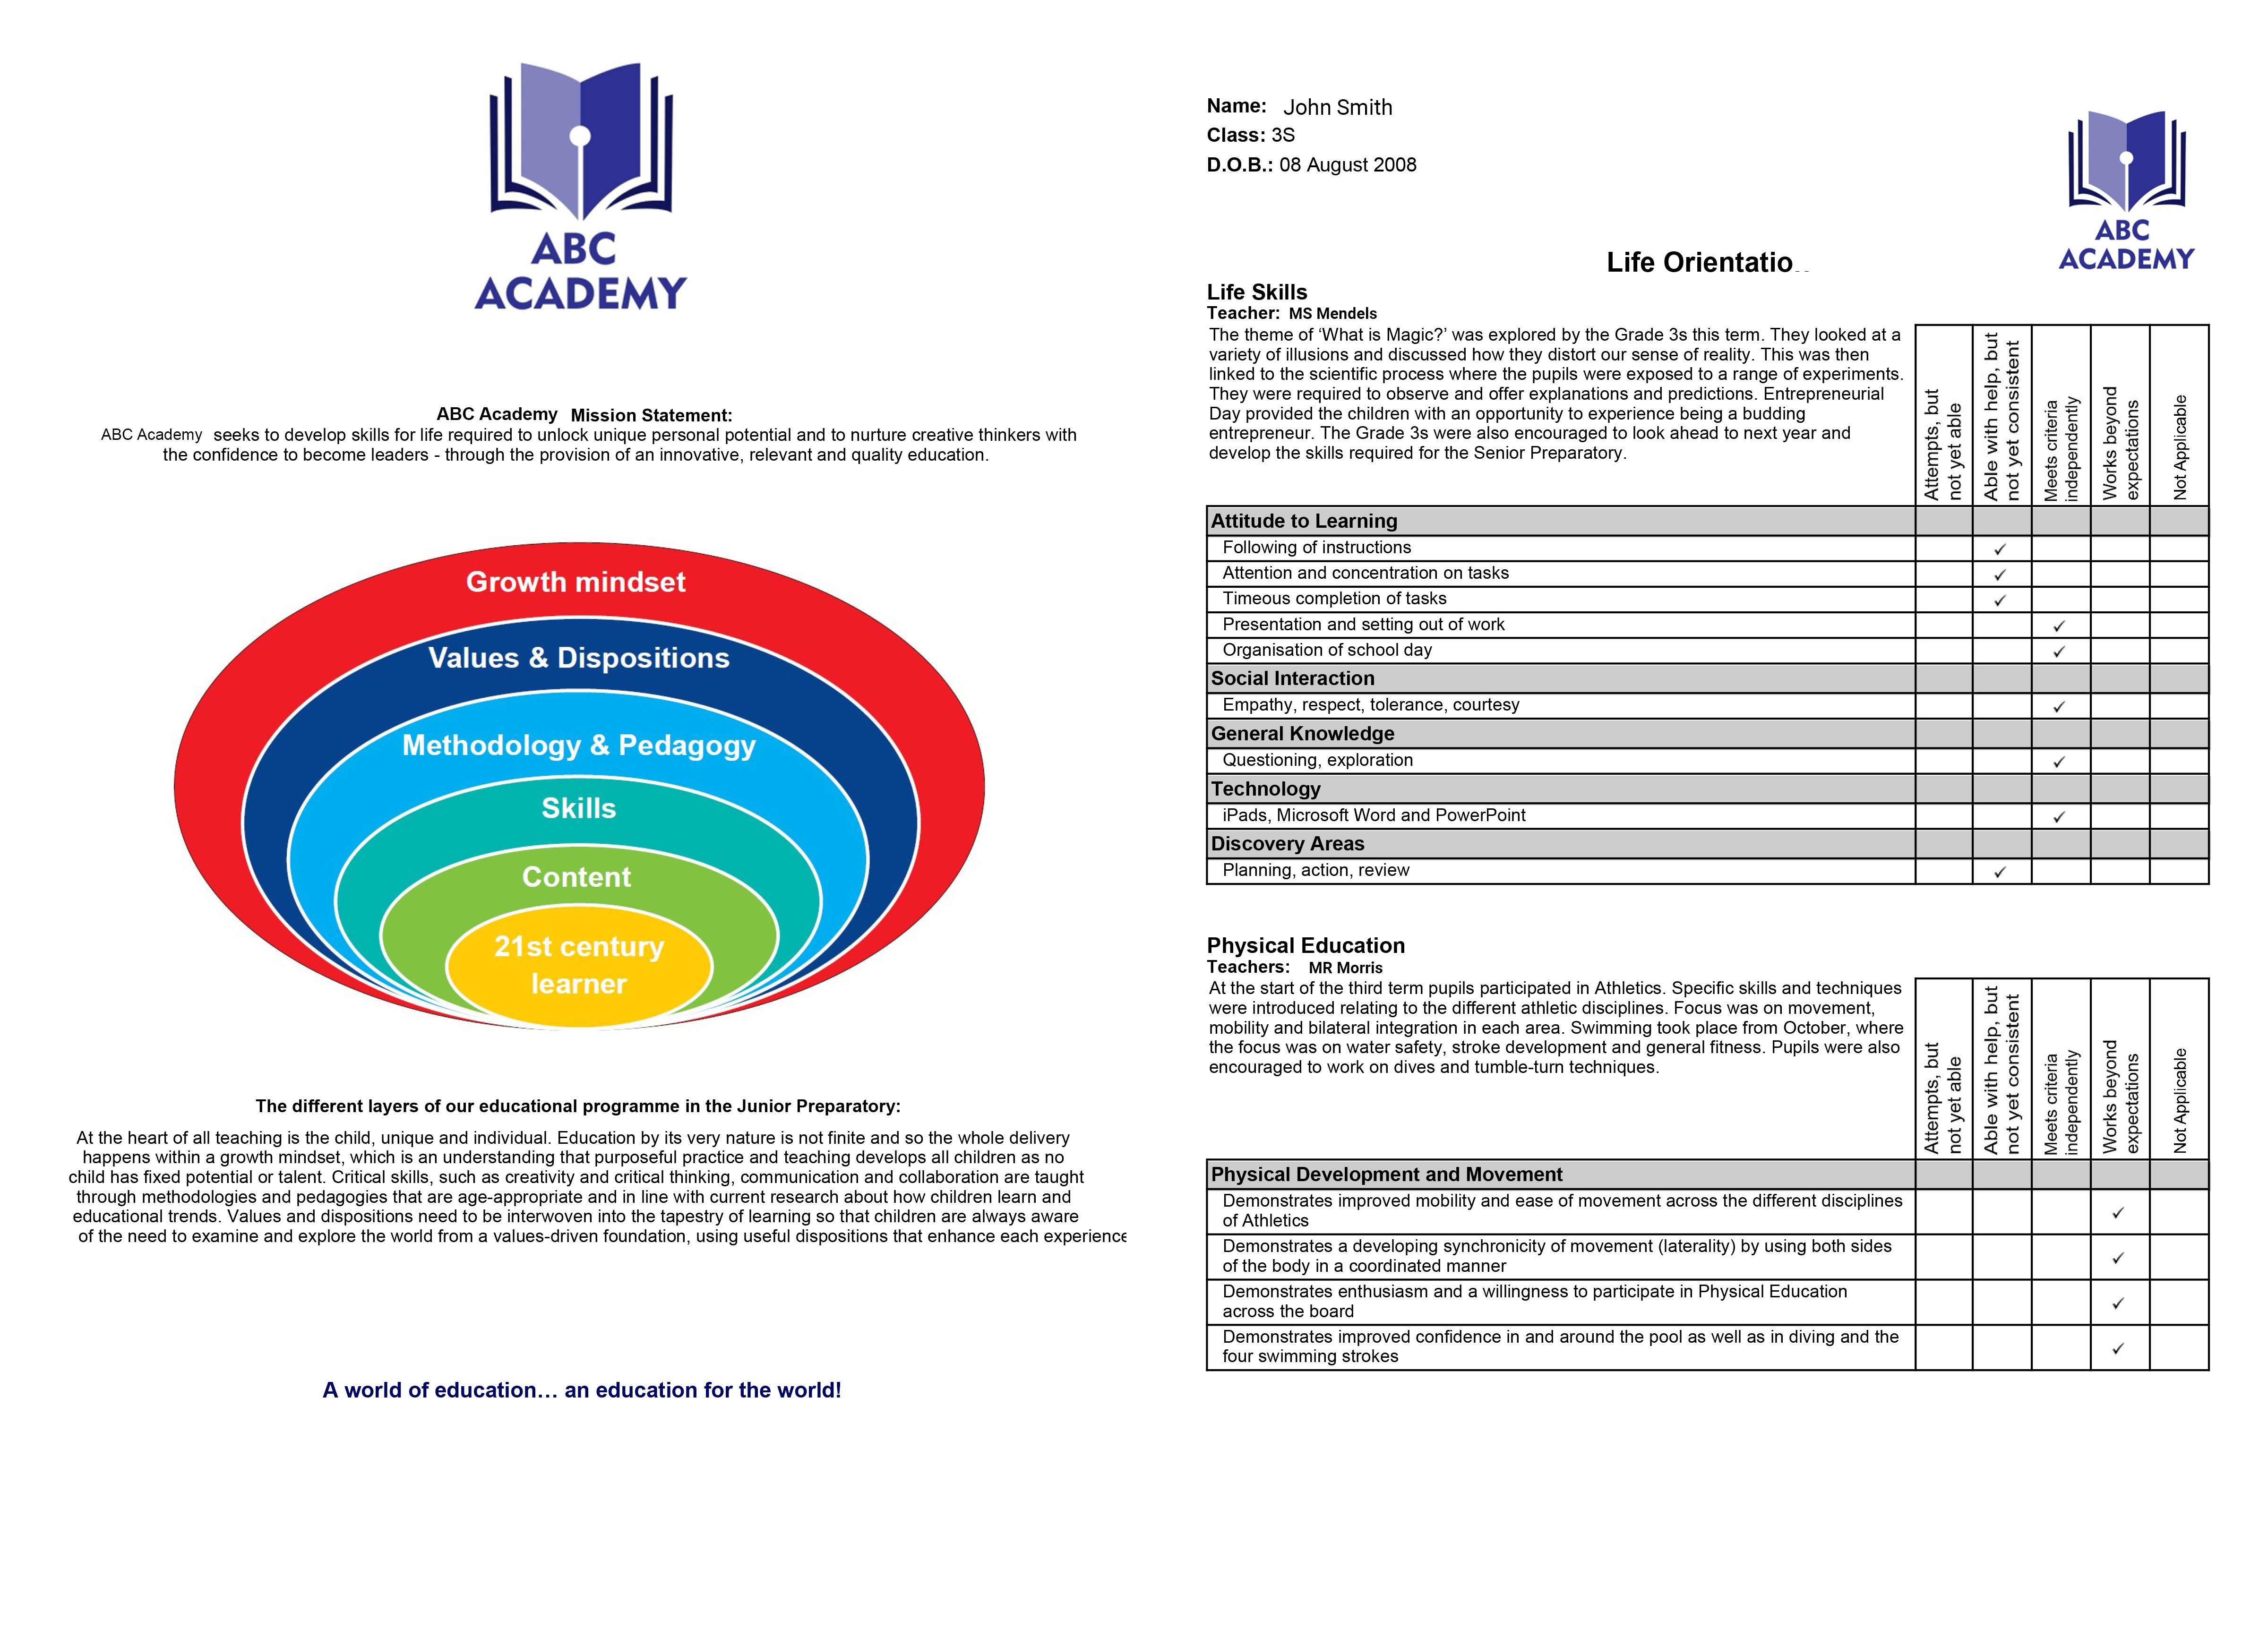 ABC
ACADEMY
ABC Academy Mission Statement:
ABC Academy seeks to develop skills for life required to unlock unique personal potential and to nurture creative thinkers with
the confidence to become leaders - through the provision of an innovative, relevant and quality education.
Growth mindset
Values & Dispositions
Methodology & Pedagogy
Skills
Content
21st century
learner
The different layers of our educational programme in the Junior Preparatory:
At the heart of all teaching is the child, unique and individual. Education by its very nature is not finite and so the whole delivery
happens within a growth mindset, which is an understanding that purposeful practice and teaching develops all children as no
child has fixed potential or talent. Critical skills, such as creativity and critical thinking, communication and collaboration are taught
through methodologies and pedagogies that are age-appropriate and in line with current research about how children learn and
educational trends. Values and dispositions need to be interwoven into the tapestry of learning so that children are always aware
of the need to examine and explore the world from a values-driven foundation, using useful dispositions that enhance each experience
A world of education… an education for the world!
Name: John Smith
Class: 3S
D.O.B.: 08 August 2008
ABC
ACADEMY
Life Orientatio
Life Skills
Teacher: MS Mendels
The theme of ‘What is Magic?’ was explored by the Grade 3s this term. They looked at a
variety of illusions and discussed how they distort our sense of reality. This was then
linked to the scientific process where the pupils were exposed to a range of experiments.
They were required to observe and offer explanations and predictions. Entrepreneurial
Day provided the children with an opportunity to experience being a budding
entrepreneur. The Grade 3s were also encouraged to look ahead to next year and
develop the skills required for the Senior Preparatory.
Attempts, but
not yet able
Able with help, but
not yet consistent
Meets criteria
independently
Works beyond
expectations
Not Applicable
Attitude to Learning
Following of instructions ✓
Attention and concentration on tasks ✓
Timeous completion of tasks ✓
Presentation and setting out of work ✓
Organisation of school day ✓
Social Interaction
Empathy, respect, tolerance, courtesy ✓
General Knowledge
Questioning, exploration ✓
Technology
iPads, Microsoft Word and PowerPoint ✓
Discovery Areas
Planning, action, review ✓
Physical Education
Teachers: MR Morris
At the start of the third term pupils participated in Athletics. Specific skills and techniques
were introduced relating to the different athletic disciplines. Focus was on movement,
mobility and bilateral integration in each area. Swimming took place from October, where
the focus was on water safety, stroke development and general fitness. Pupils were also
encouraged to work on dives and tumble-turn techniques.
Attempts, but
not yet able
Able with help, but
not yet consistent
Meets criteria
independently
Works beyond
expectations
Not Applicable
Physical Development and Movement
Demonstrates improved mobility and ease of movement across the different disciplines
of Athletics ✓
Demonstrates a developing synchronicity of movement (laterality) by using both sides
of the body in a coordinated manner ✓
Demonstrates enthusiasm and a willingness to participate in Physical Education
across the board ✓
Demonstrates improved confidence in and around the pool as well as in diving and the
four swimming strokes ✓